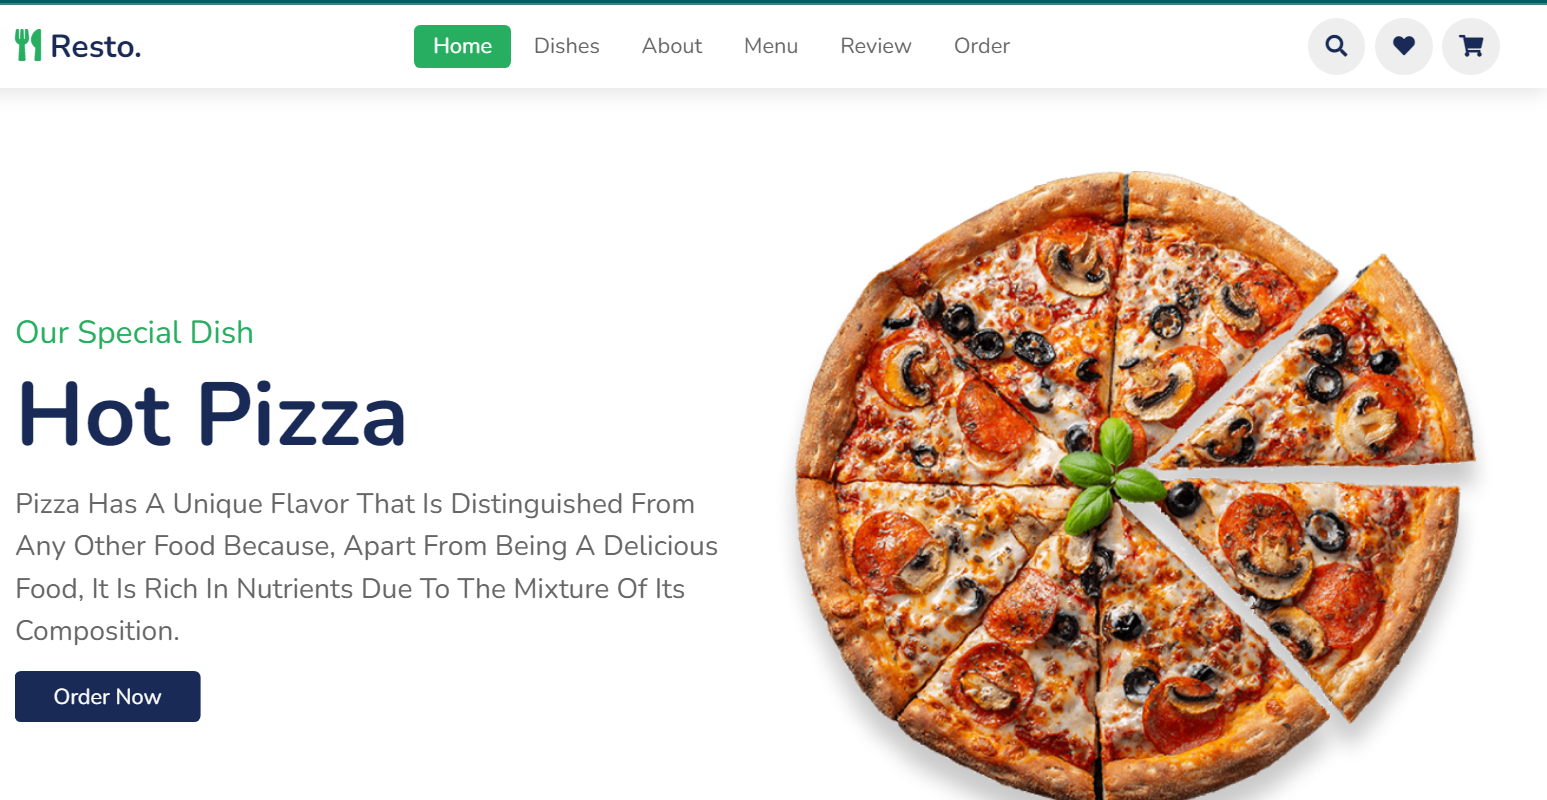 Resto.
Home Dishes About Menu Review Order
Our Special Dish
Hot Pizza
Pizza Has A Unique Flavor That Is Distinguished From
Any Other Food Because, Apart From Being A Delicious
Food, It Is Rich In Nutrients Due To The Mixture Of Its
Composition.
Order Now